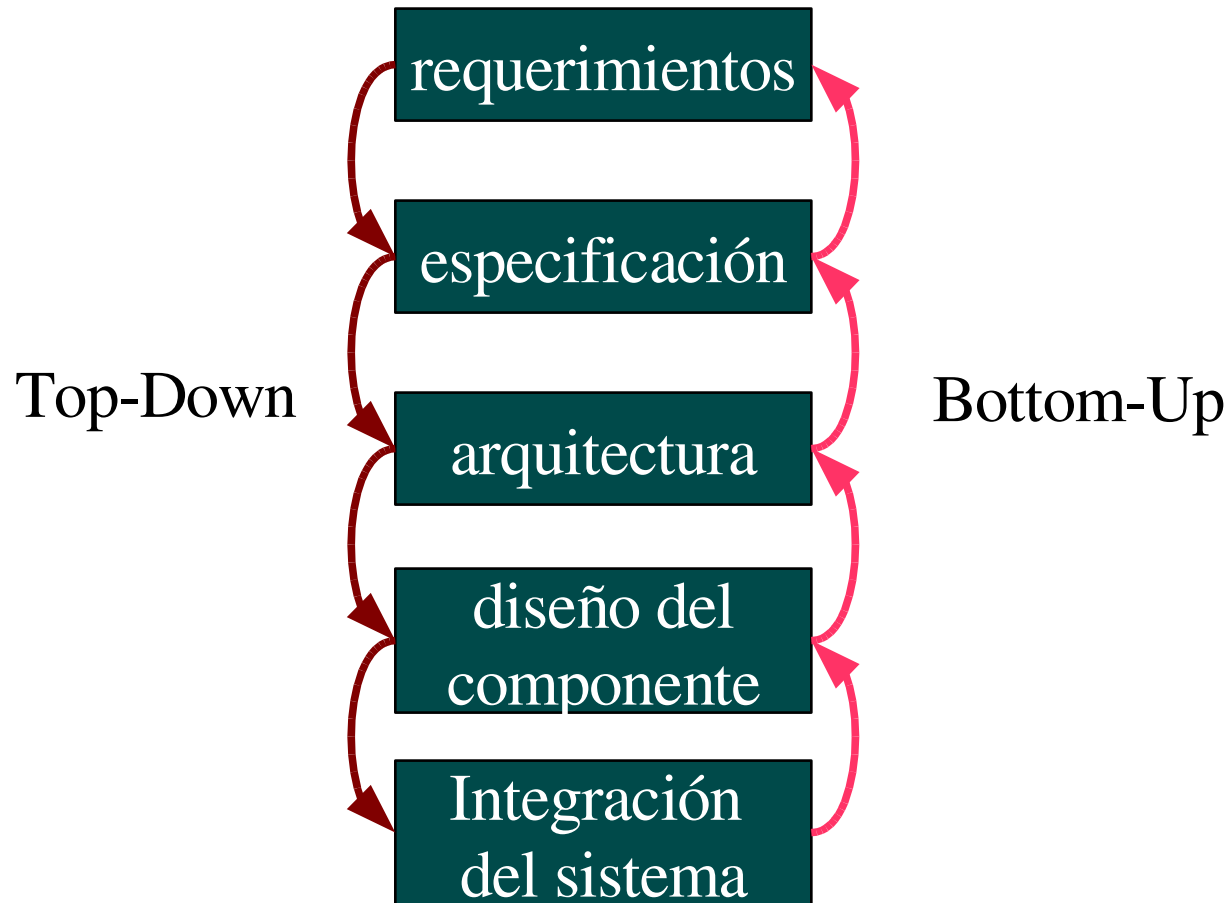 requerimientos
especificación
Top-Down
Bottom-Up
arquitectura
diseño del
componente
Integración
del sistema